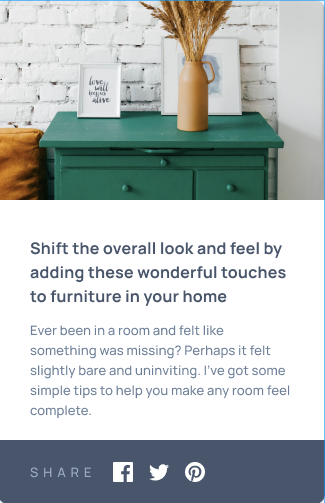 love
will
keep us
alive
Shift the overall look and feel by
adding these wonderful touches
to furniture in your home
Ever been in a room and felt like
something was missing? Perhaps it felt
slightly bare and uninviting. I've got some
simple tips to help you make any room feel
complete.
SHARE